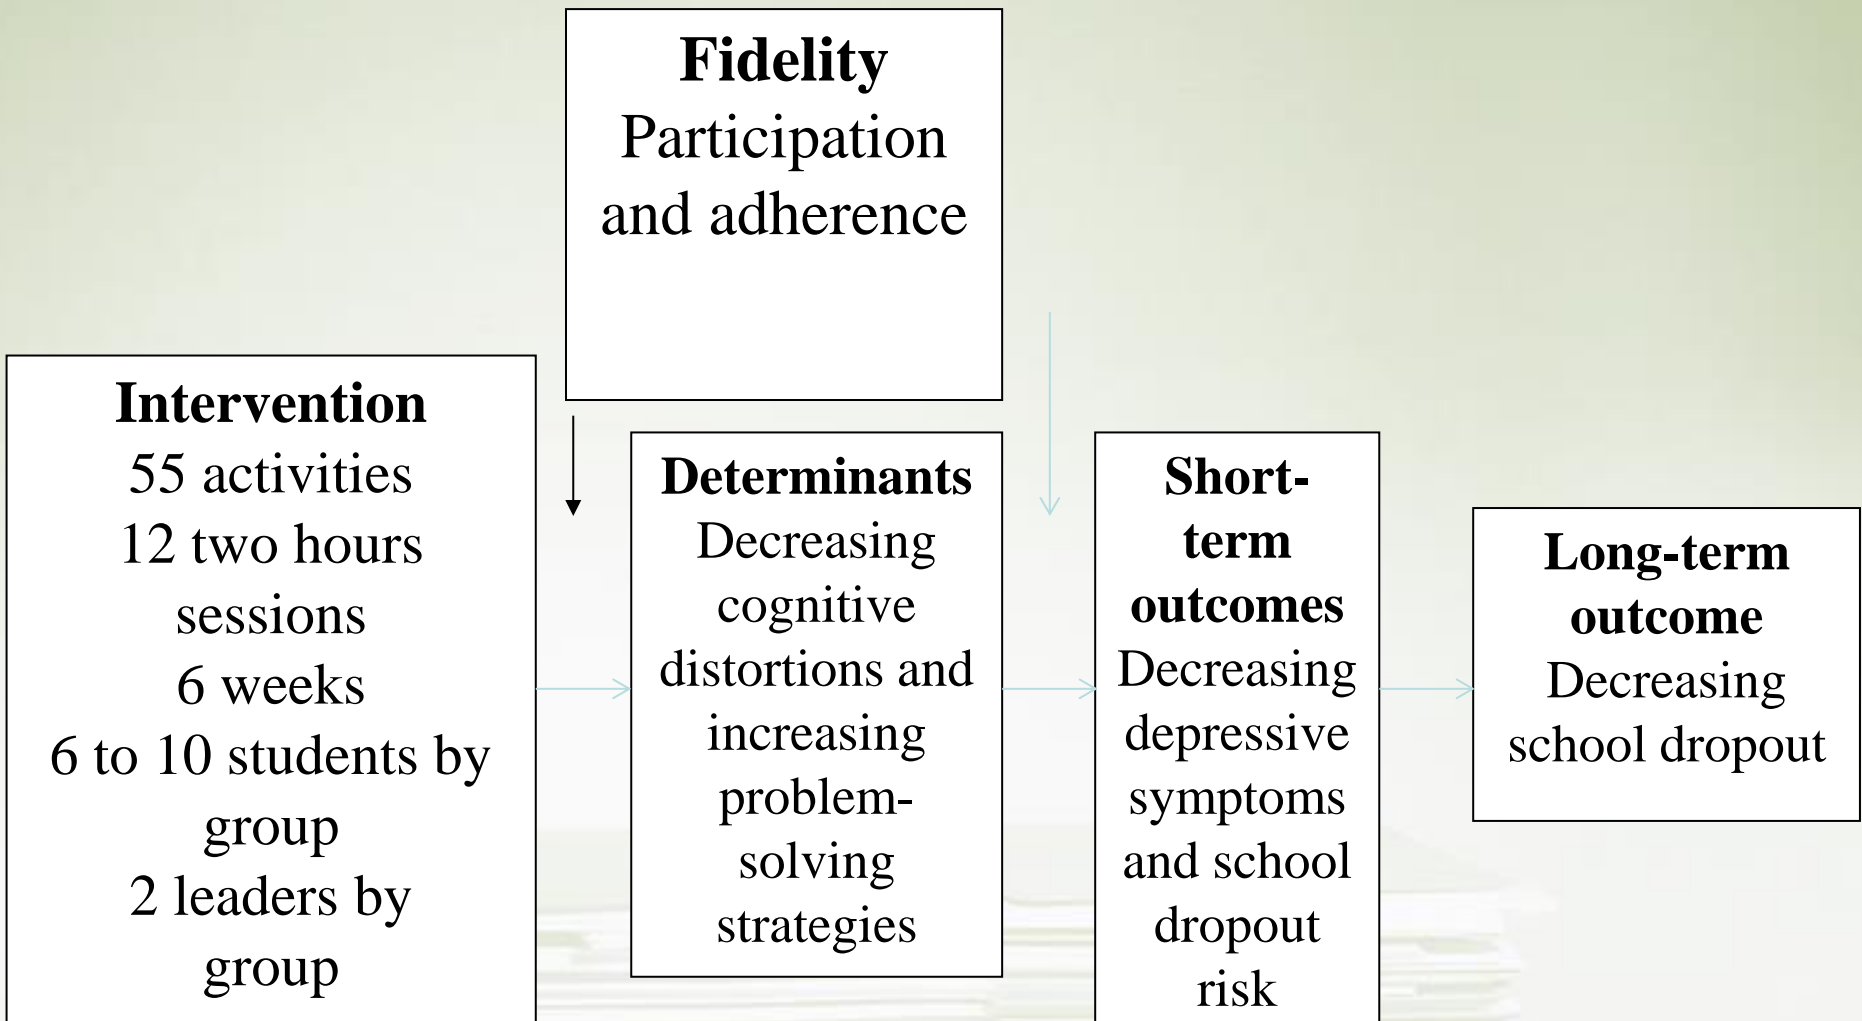 Fidelity
Participation
and adherence
Intervention
55 activities
12 two hours
sessions
6 weeks
6 to 10 students by
group
2 leaders by
group
Determinants
Decreasing
cognitive
distortions and
increasing
problem-
solving
strategies
Short-
term
outcomes
Decreasing
depressive
symptoms
and school
dropout
risk
Long-term
outcome
Decreasing
school dropout